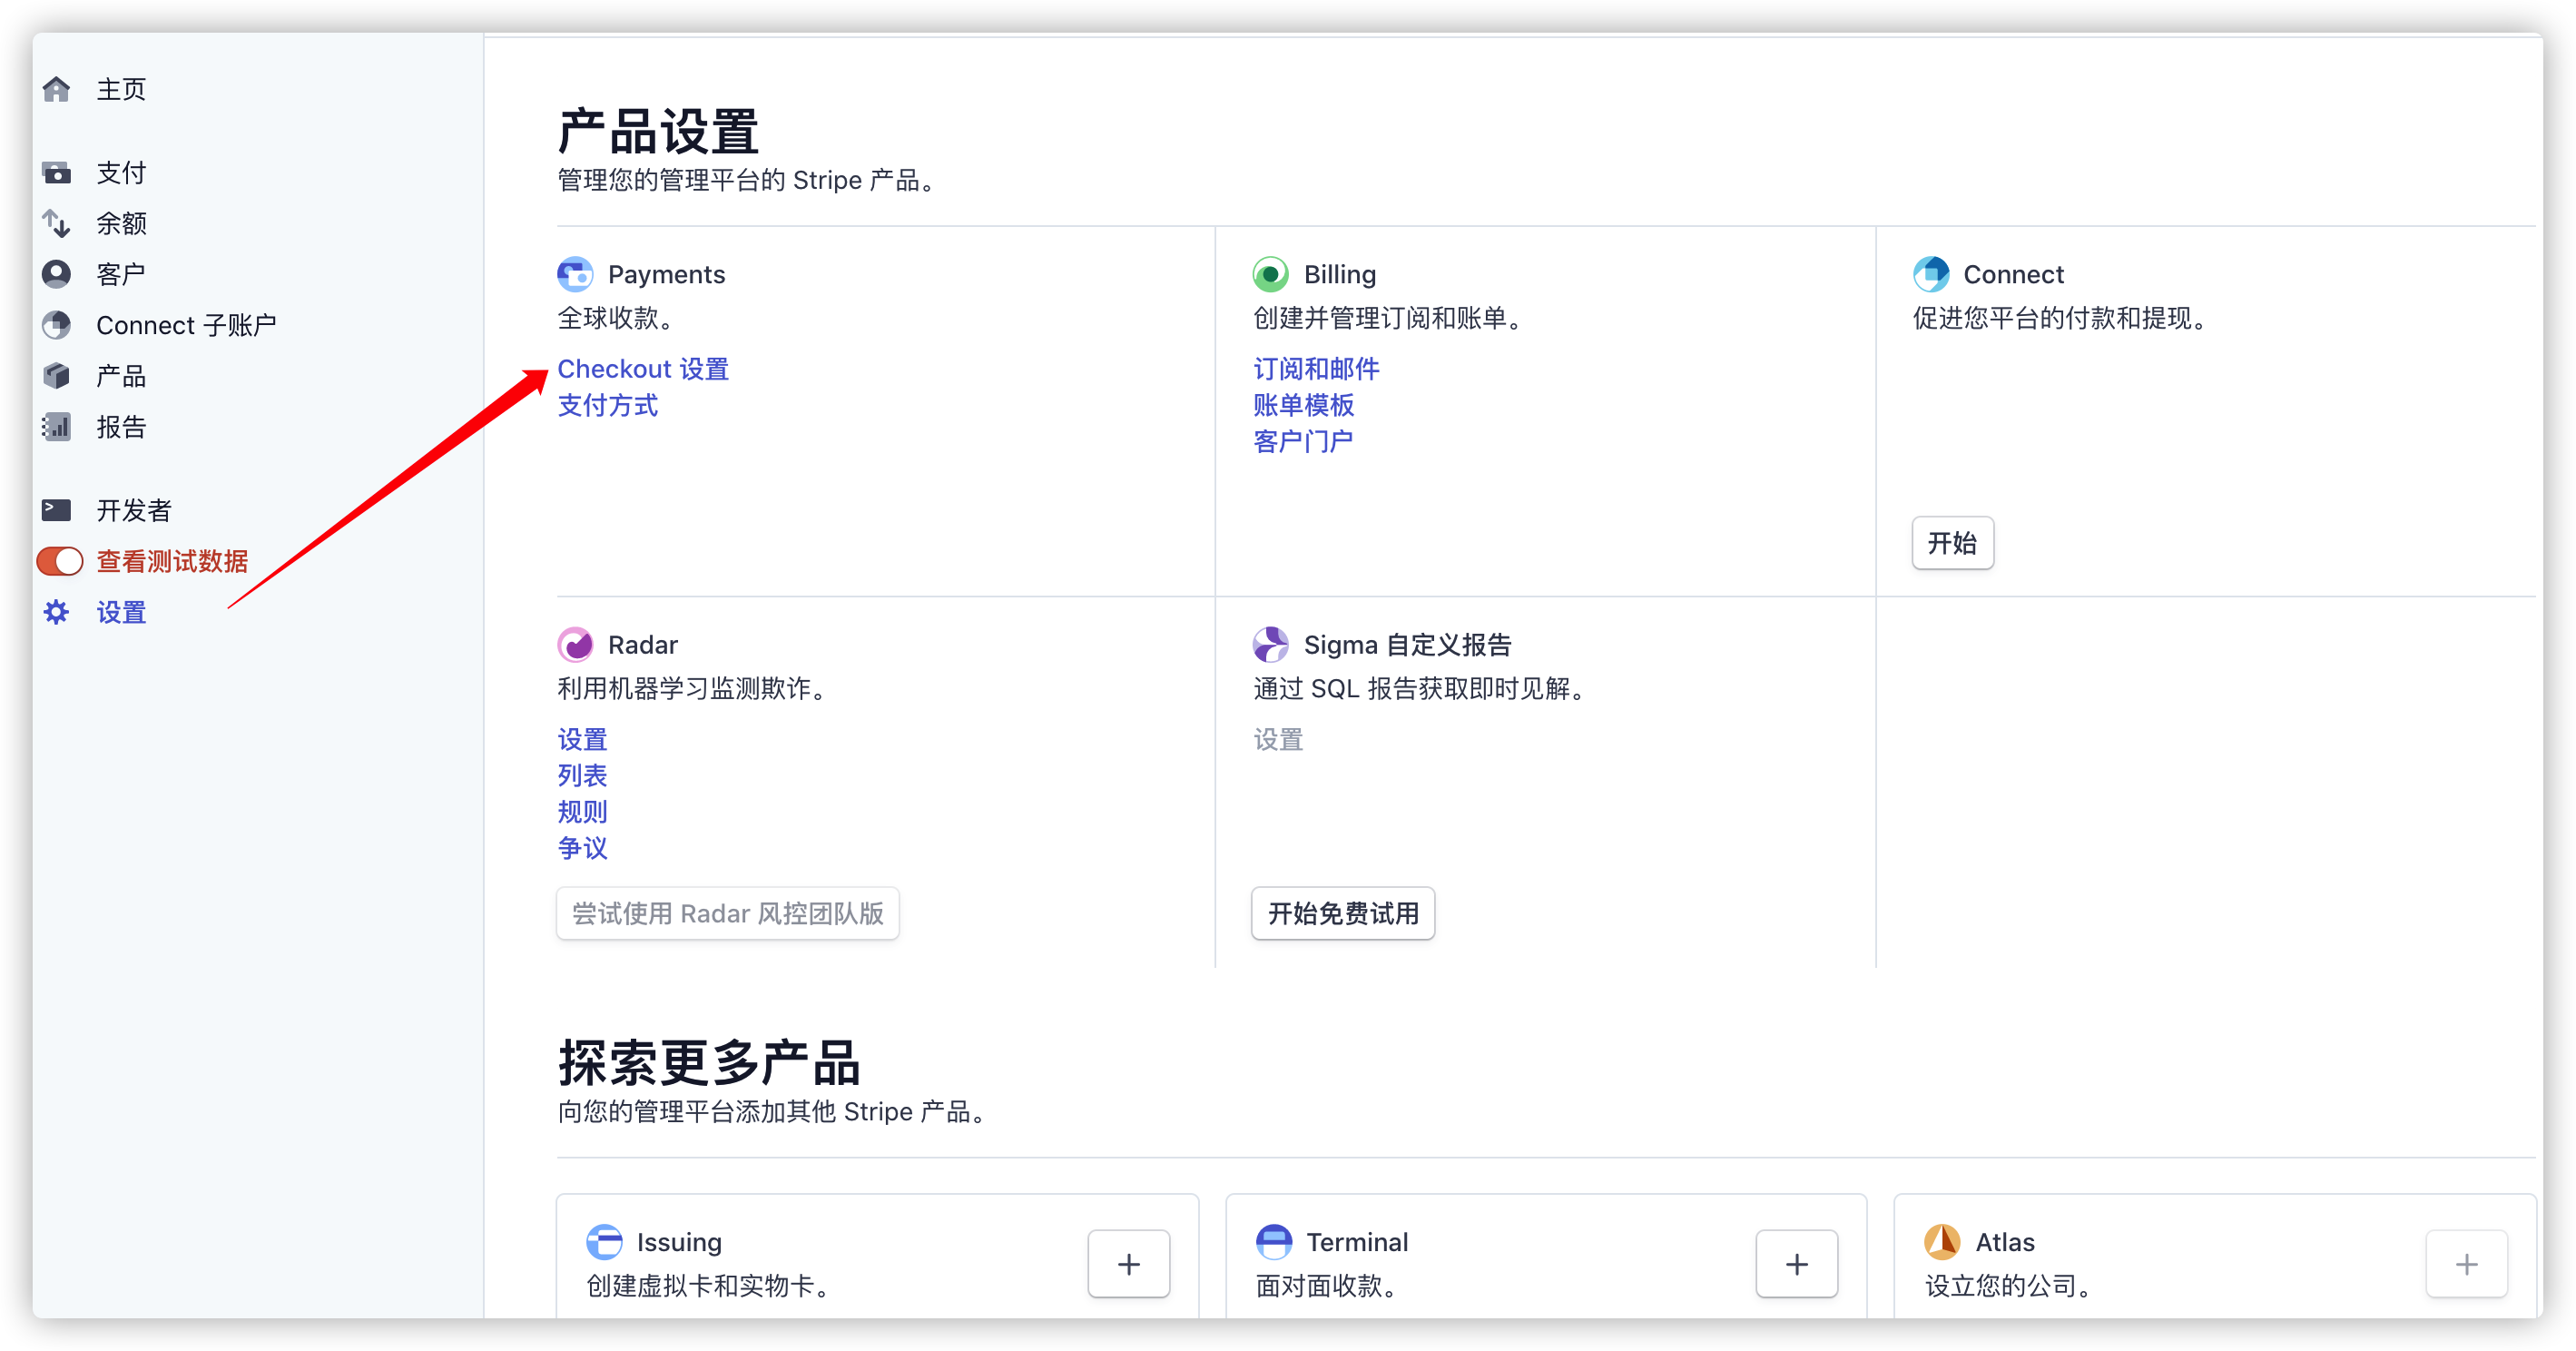 主页
支付
余额
客户
Connect 子账户
产品
报告
开发者
查看测试数据
设置
产品设置
管理您的管理平台的 Stripe 产品。
Payments
全球收款。
Checkout 设置
支付方式
Billing
创建并管理订阅和账单。
订阅和邮件
账单模板
客户门户
Connect
促进您平台的付款和提现。
开始
Radar
利用机器学习监测欺诈。
设置
列表
规则
争议
尝试使用 Radar 风控团队版
Sigma 自定义报告
通过 SQL 报告获取即时见解。
设置
开始免费试用
探索更多产品
向您的管理平台添加其他 Stripe 产品。
Issuing
创建虚拟卡和实物卡。
Terminal
面对面收款。
Atlas
设立您的公司。